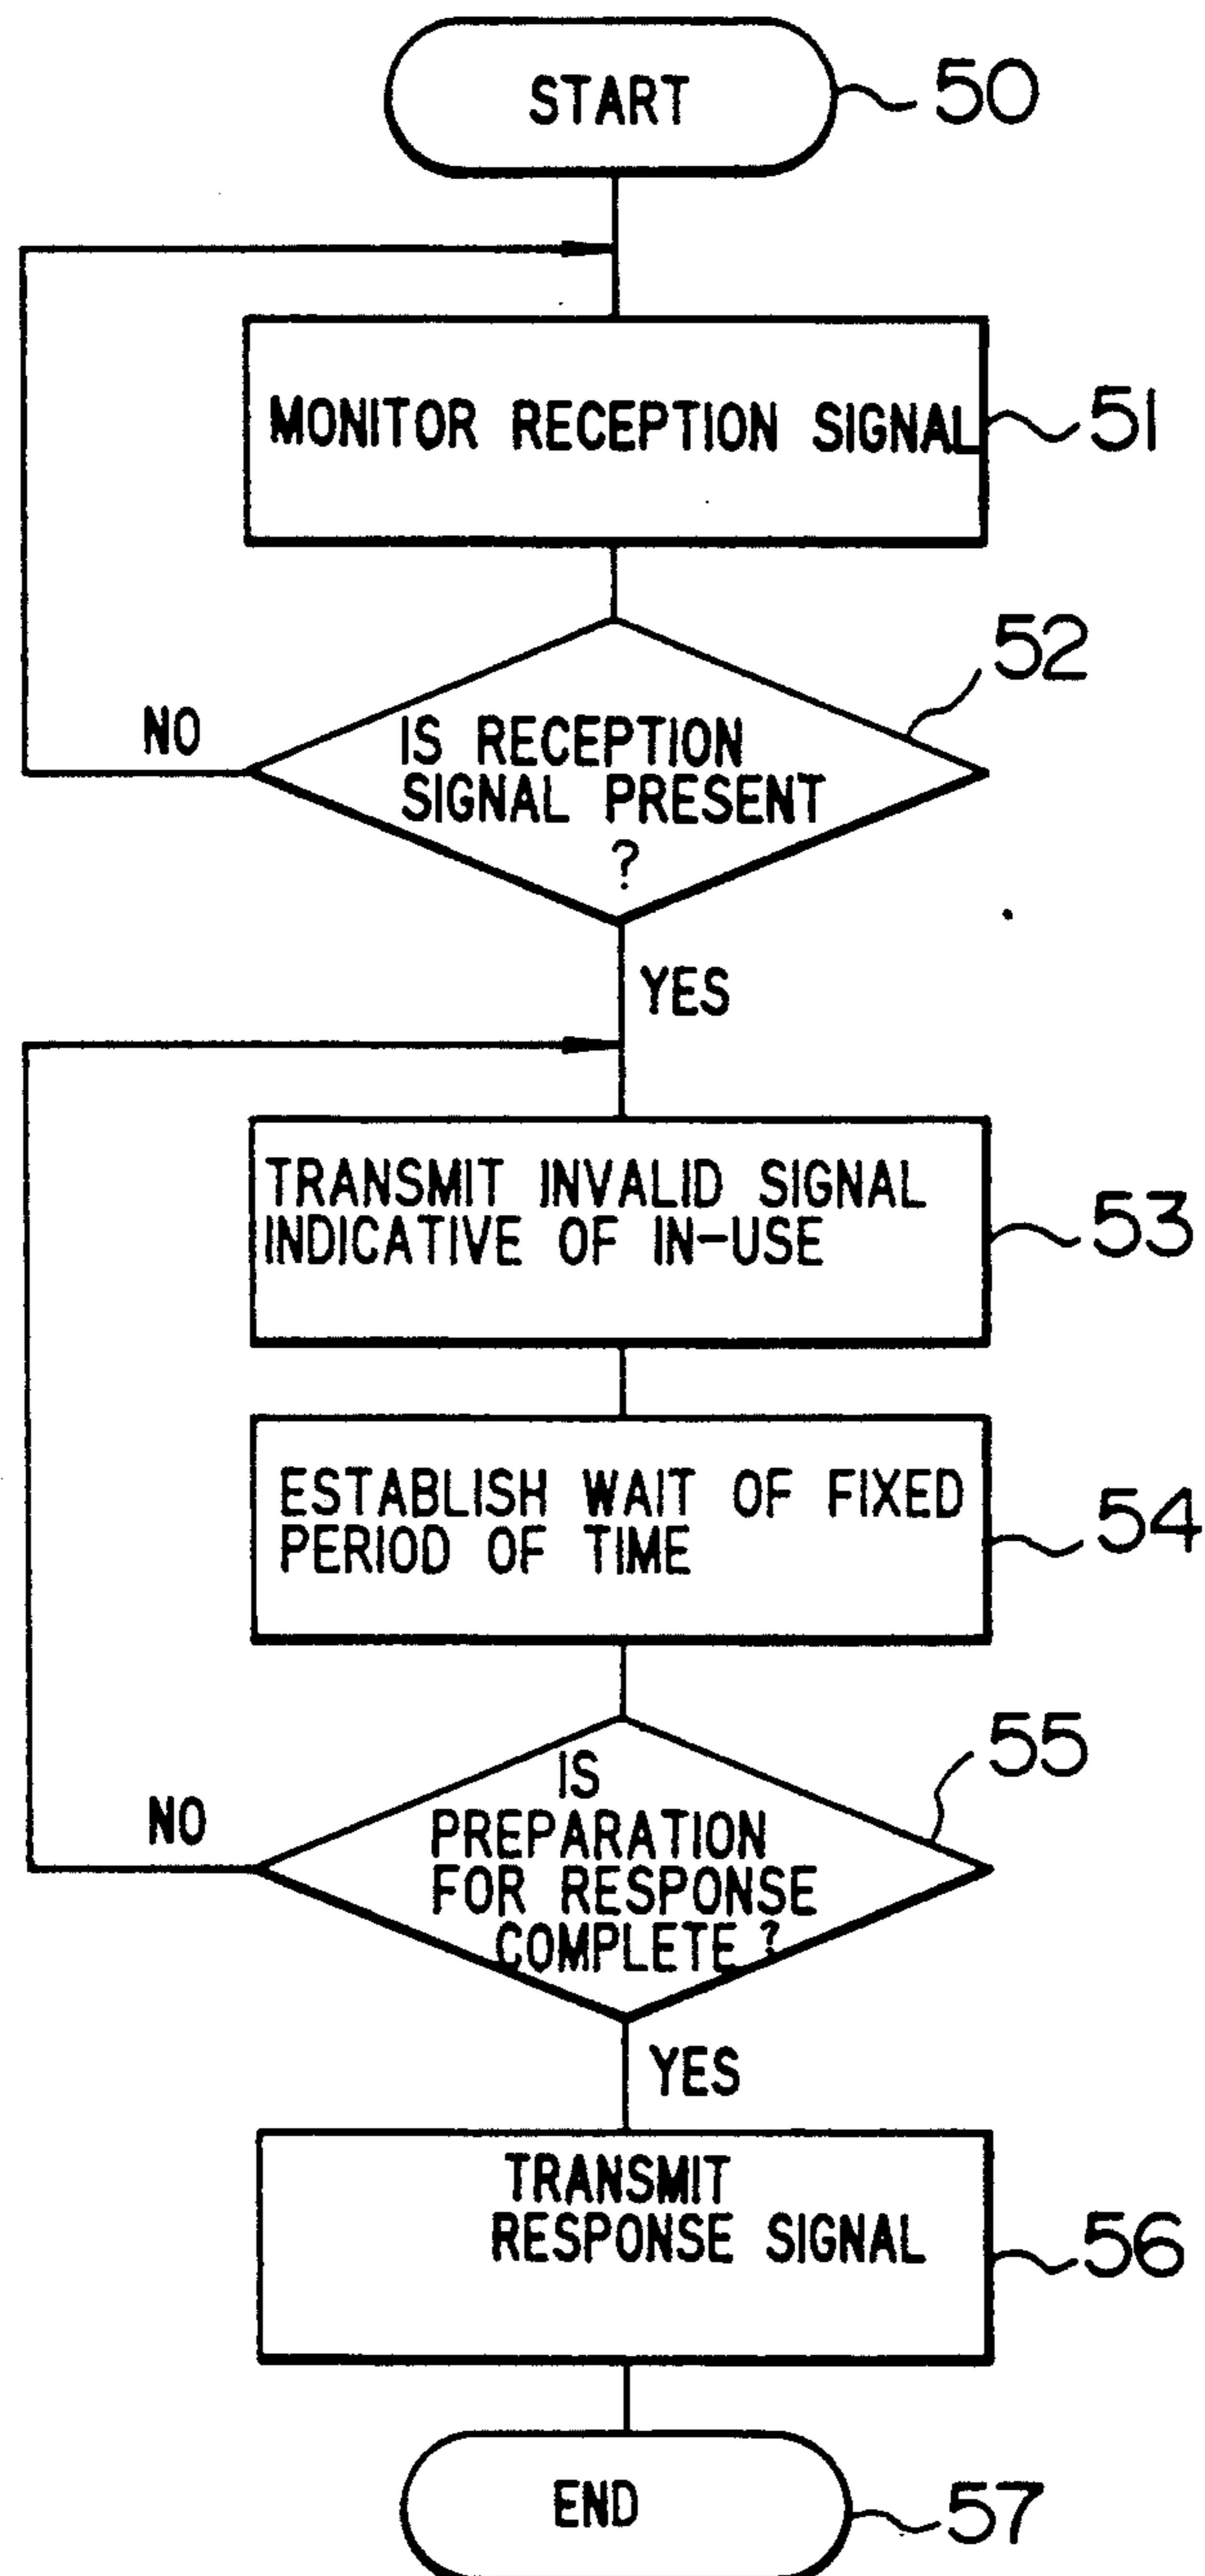 START
50
MONITOR RECEPTION SIGNAL
51
52
IS RECEPTION
SIGNAL PRESENT
?
NO
YES
TRANSMIT INVALID SIGNAL
INDICATIVE OF IN-USE
53
ESTABLISH WAIT OF FIXED
PERIOD OF TIME
54
55
IS
PREPARATION
FOR RESPONSE
COMPLETE ?
NO
YES
TRANSMIT
RESPONSE SIGNAL
56
END
57